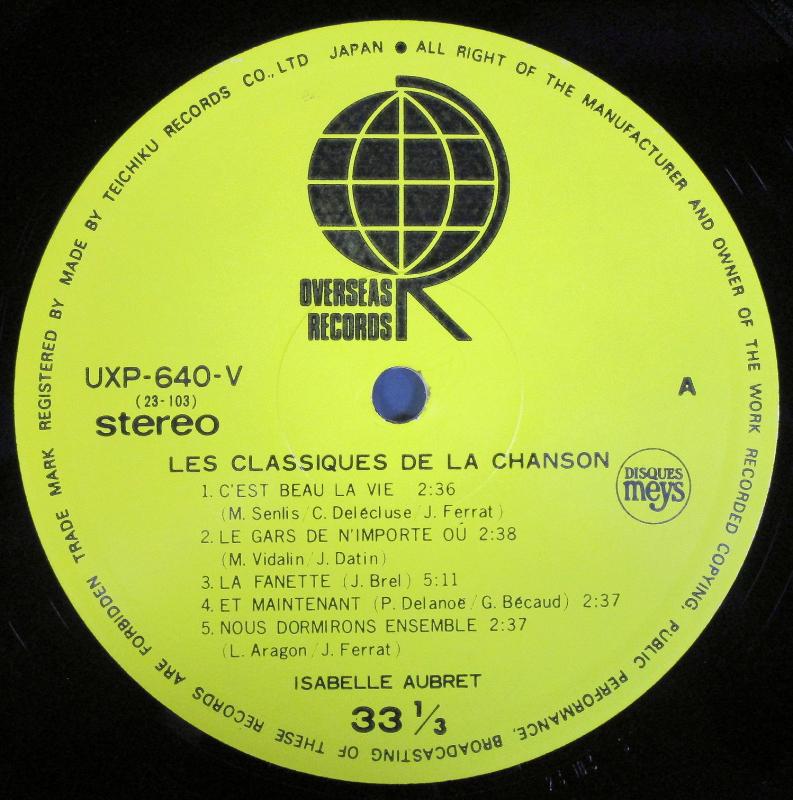 REGISTERED BY MADE BY TEICHIKU RECORDS CO., LTD JAPAN ● ALL RIGHT OF THE MANUFACTURER AND OWNER OF THE WORK RECORDED COPYING, PUBLIC PERFORMANCE, BROADCASTING OF THESE RECORDS ARE FORBIDDEN TRADE MARK
OVERSEAS
RECORDS
UXP-640-V
(23-103)
stereo
A
LES CLASSIQUES DE LA CHANSON
DISQUES
meys
1. C'EST BEAU LA VIE 2:36
(M. Senlis/C. Delécluse/J. Ferrat)
2. LE GARS DE N'IMPORTE OÚ 2:38
(M. Vidalin/J. Datin)
3. LA FANETTE (J. Brel) 5:11
4. ET MAINTENANT (P. Delanoë/G. Bécaud) 2:37
5. NOUS DORMIRONS ENSEMBLE 2:37
(L. Aragon/J. Ferrat)
ISABELLE AUBRET
33 1/3